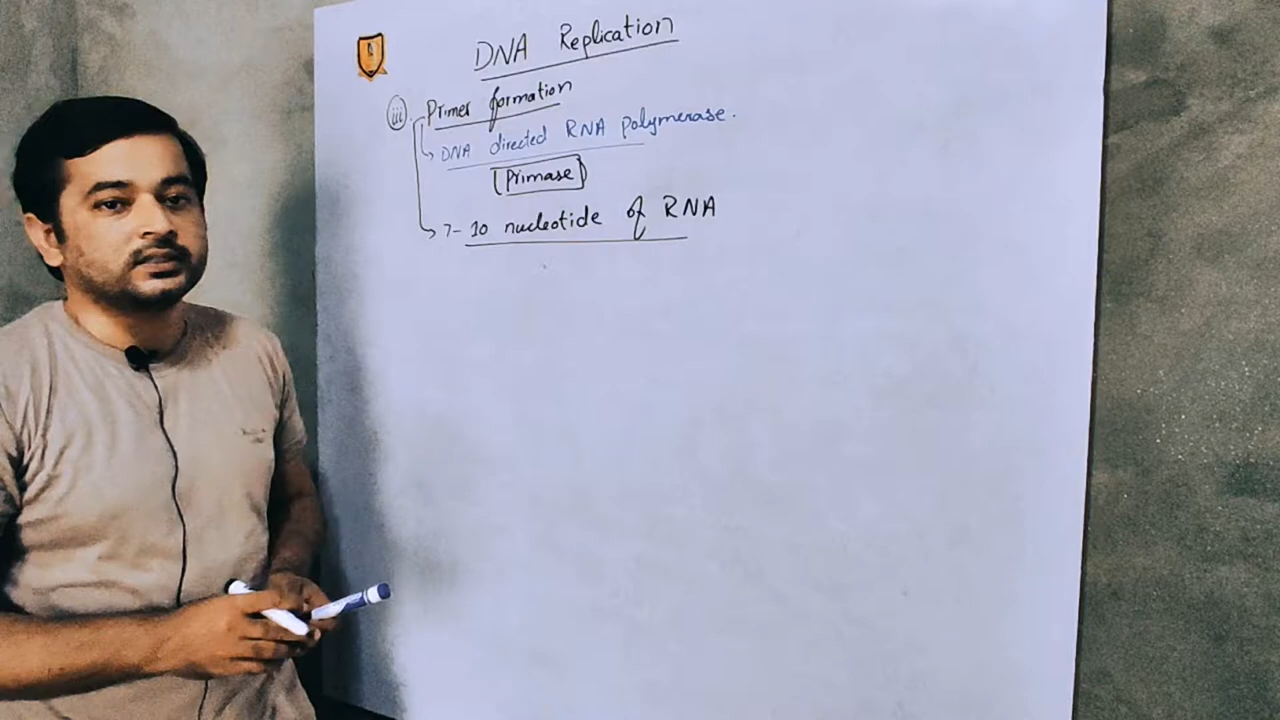 DNA Replication
(iii) Primer formation
DNA directed RNA polymerase.
(Primase)
7-10 nucleotide of RNA